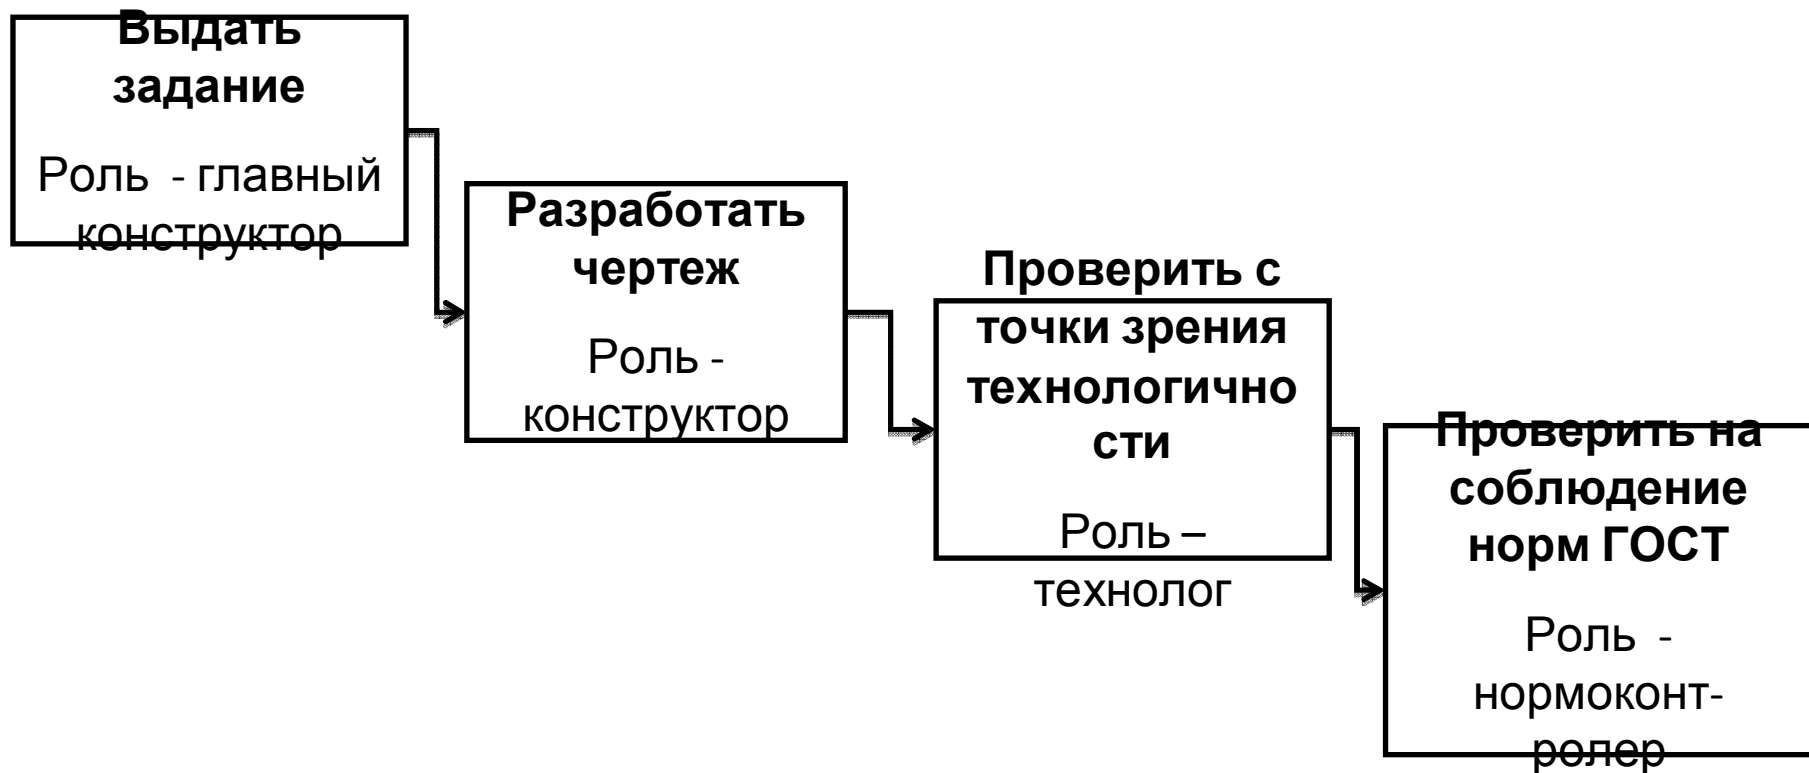 Выдать
задание
Роль - главный
конструктор
Разработать
чертеж
Роль -
конструктор
Проверить с
точки зрения
технологично
сти
Роль –
технолог
Проверить на
соблюдение
норм ГОСТ
Роль -
нормоконт-
ролер